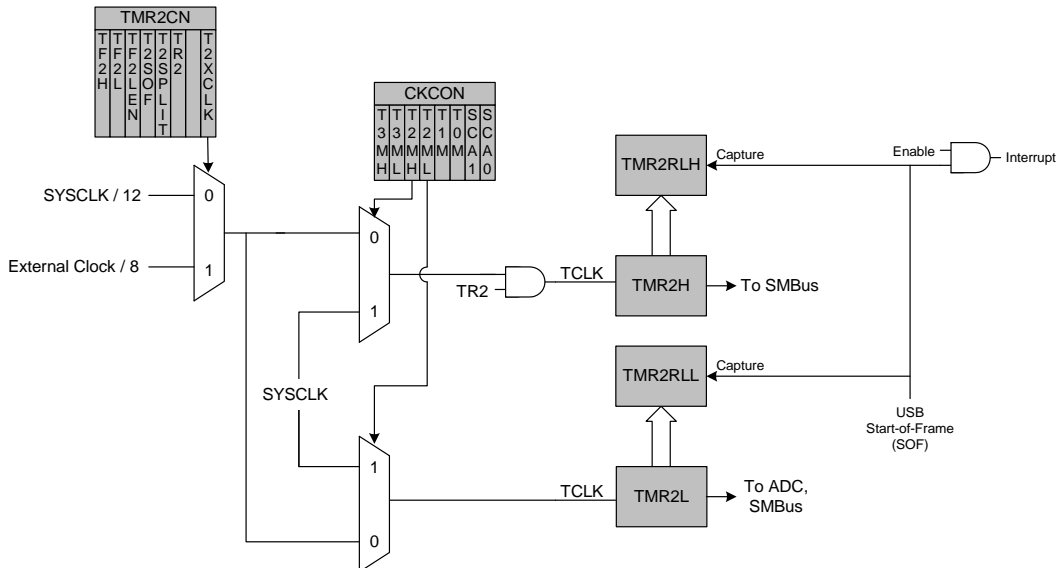 TMR2CN
TF2H
TF2L
TF2LEN
T2SOF
T2SPLIT
TR2
T2XCLK
CKCON
T3MH
T3ML
T2MH
T2ML
T1M
T0M
SCA1
SCA0
SYSCLK / 12
0
External Clock / 8
1
0
1
TR2
TCLK
TMR2RLH
Capture
Enable
Interrupt
TMR2H
To SMBus
SYSCLK
TMR2RLL
Capture
USB
Start-of-Frame
(SOF)
1
0
TCLK
TMR2L
To ADC,
SMBus